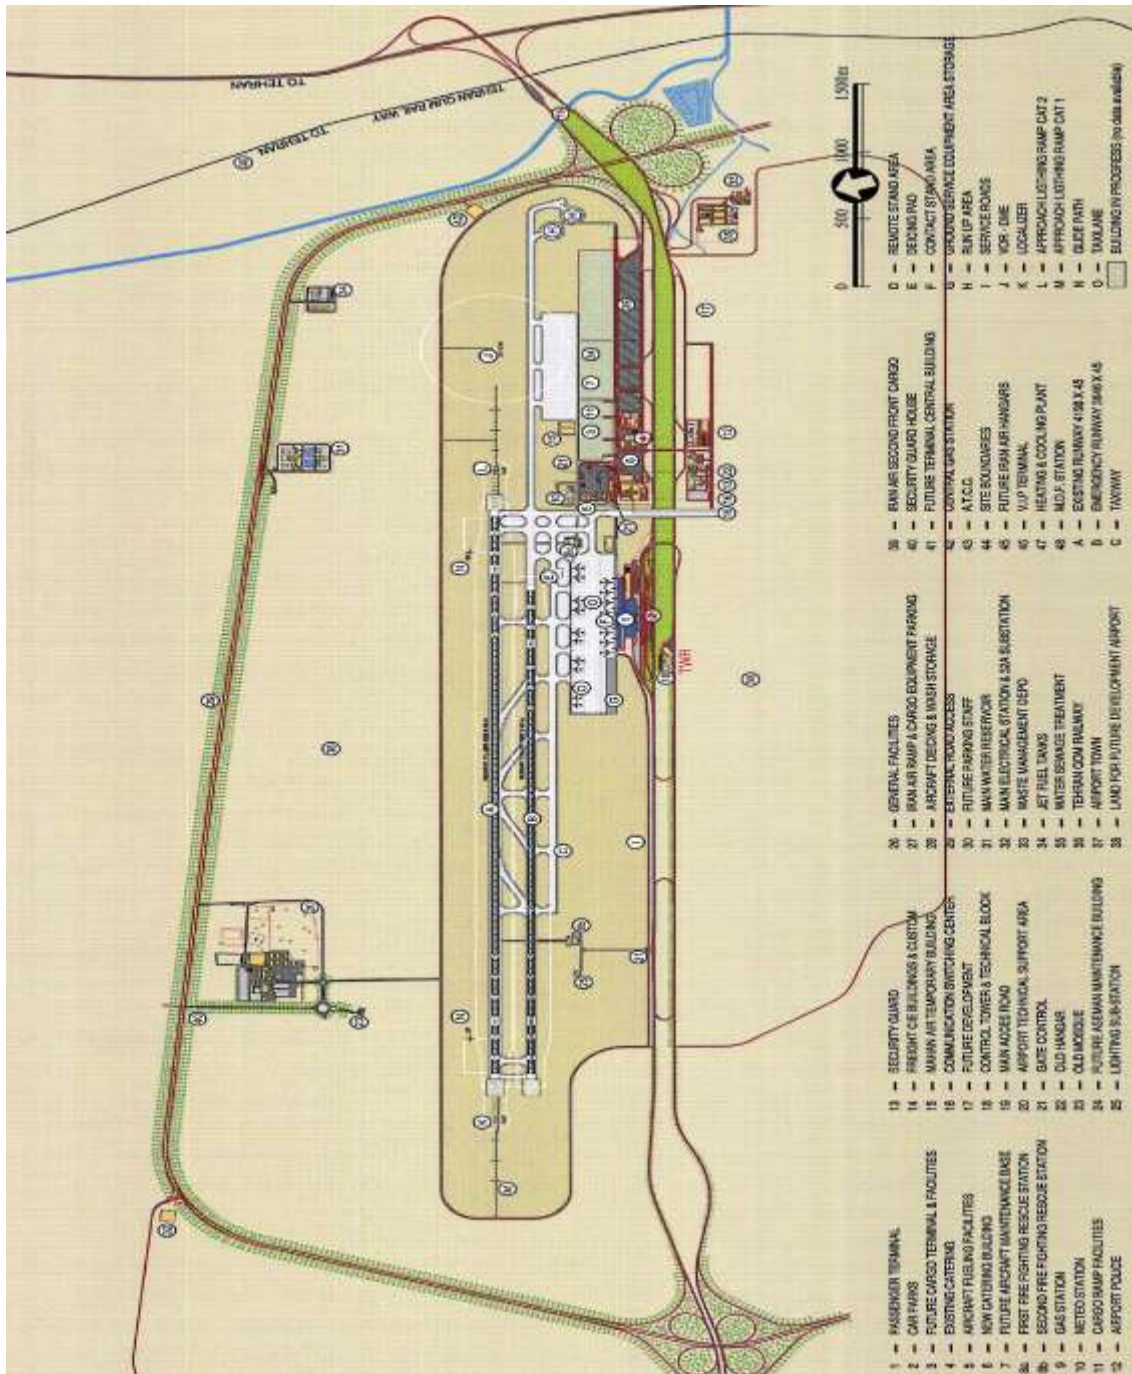 TO TEHRAN
TO TEHRAN
TEHRAN QUM RAIL WAY
TWR
0 500 1000 1500m
1 – PASSENGER TERMINAL
2 – CAR PARKS
3 – FUTURE CARGO TERMINAL & FACILITIES
4 – EXISTING CATERING
5 – AIRCRAFT FUELING FACILITIES
6 – NEW CATERING BUILDING
7 – FUTURE AIRCRAFT MAINTENANCE BASE
8a – FIRST FIRE FIGHTING RESCUE STATION
8b – SECOND FIRE FIGHTING RESCUE STATION
9 – GAS STATION
10 – METEO STATION
11 – CARGO RAMP FACILITIES
12 – AIRPORT POLICE
13 – SECURITY GUARD
14 – FREIGHT CIE BUILDINGS & CUSTOM
15 – MAHAN AIR TEMPORARY BUILDING
16 – COMMUNICATION SWITCHING CENTER
17 – FUTURE DEVELOPMENT
18 – CONTROL TOWER & TECHNICAL BLOCK
19 – MAIN ACCES ROAD
20 – AIRPORT TECHNICAL SUPPORT AREA
21 – GATE CONTROL
22 – OLD HANGAR
23 – OLD MOSQUE
24 – FUTURE ASEMAN MAINTENANCE BUILDING
25 – LIGHTING SUB-STATION
26 – GENERAL FACILITIES
27 – IRAN AIR RAMP & CARGO EQUIPMENT PARKING
28 – AIRCRAFT DEICING & WASH STORAGE
29 – EXTERNAL ROAD ACCESS
30 – FUTURE PARKING STAFF
31 – MAIN WATER RESERVOIR
32 – MAIN ELECTRICAL STATION & S2A SUBSTATION
33 – WASTE MANAGEMENT DEPO
34 – JET FUEL TANKS
35 – WATER SEWAGE TREATMENT
36 – TEHRAN QOM RAILWAY
37 – AIRPORT TOWN
38 – LAND FOR FUTURE DEVELOPMENT AIRPORT
39 – IRAN AIR SECOND FRONT CARGO
40 – SECURITY GUARD HOUSE
41 – FUTURE TERMINAL CENTRAL BUILDING
42 – CENTRAL GAS STATION
43 – A.T.C.C.
44 – SITE BOUNDARIES
45 – FUTURE IRAN AIR HANGARS
46 – V.I.P TERMINAL
47 – HEATING & COOLING PLANT
48 – M.O.F. STATION
A – EXISTING RUNWAY 4198 X 45
B – EMERGENCY RUNWAY X 45
C – TAXIWAY
D – REMOTE STAND AREA
E – DEICING PAD
F – CONTACT STAND AREA
G – GROUND SERVICE EQUIPMENT AREA STORAGE
H – RUN UP AREA
I – SERVICE ROADS
J – VOR - DME
K – LOCALIZER
L – APPROACH LIGTHING RAMP CAT 2
M – APPROACH LIGTHING RAMP CAT 1
N – GLIDE PATH
O – TAXILANE
BUILDING IN PROGRESS (no data available)